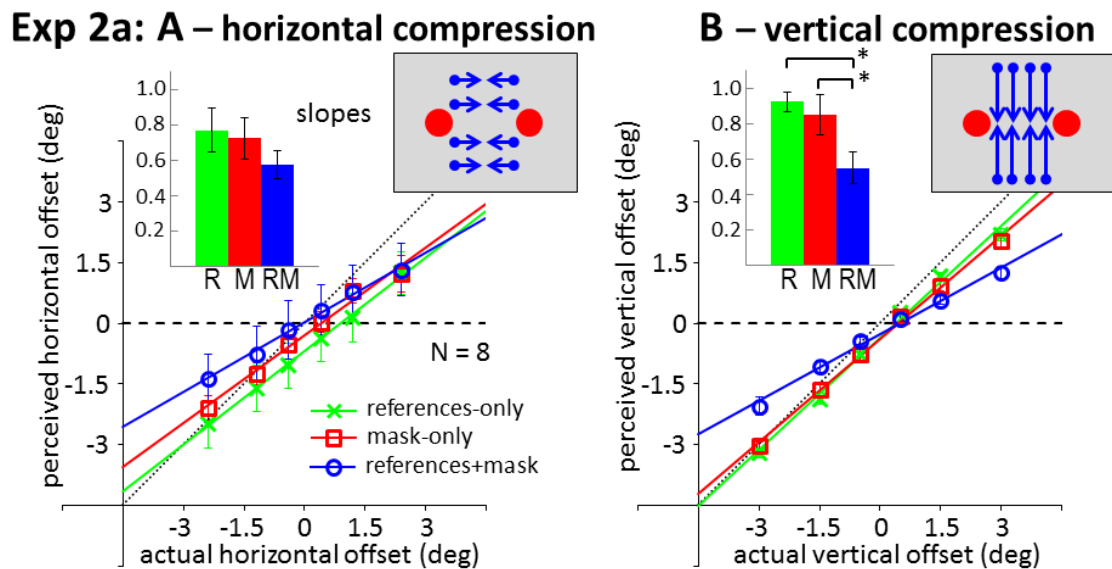 Exp 2a: A – horizontal compression
B – vertical compression
perceived horizontal offset (deg)
1.0
0.8
0.6
0.4
0.2
R M RM
slopes
3
1.5
0
-1.5
-3
N = 8
references-only
mask-only
references+mask
-3 -1.5 0 1.5 3
actual horizontal offset (deg)
perceived vertical offset (deg)
*
*
1.0
0.8
0.6
0.4
0.2
R M RM
3
1.5
0
-1.5
-3
-3 -1.5 0 1.5 3
actual vertical offset (deg)